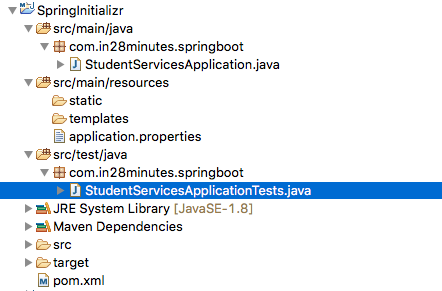 SpringInitializr
src/main/java
com.in28minutes.springboot
StudentServicesApplication.java
src/main/resources
static
templates
application.properties
src/test/java
com.in28minutes.springboot
StudentServicesApplicationTests.java
JRE System Library [JavaSE-1.8]
Maven Dependencies
src
target
pom.xml